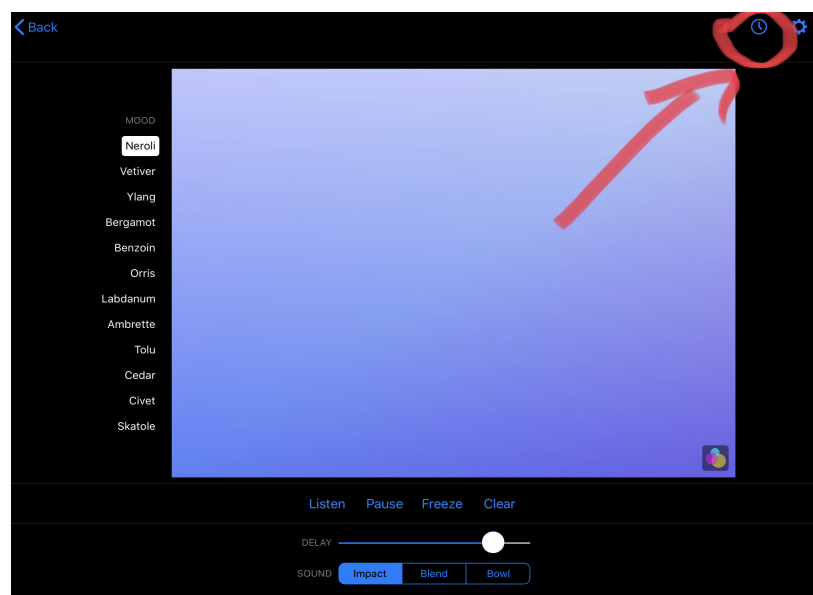 Back
MOOD
Neroli
Vetiver
Ylang
Bergamot
Benzoin
Orris
Labdanum
Ambrette
Tolu
Cedar
Civet
Skatole
Listen Pause Freeze Clear
DELAY
SOUND Impact Blend Bowl